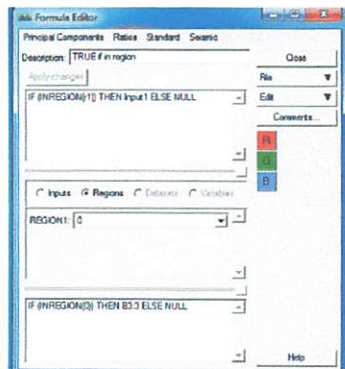 Formula Editor
Principal Components Ratios Standard Seismic
Description: TRUE if in region
Close
Apply changes
File
IF (INREGION(r1)) THEN Input1 ELSE NULL
Edit
Comments...
R
G
B
Inputs Regions Datasets Variables
REGION1: 0
IF (INREGION(0)) THEN B3:3 ELSE NULL
Help